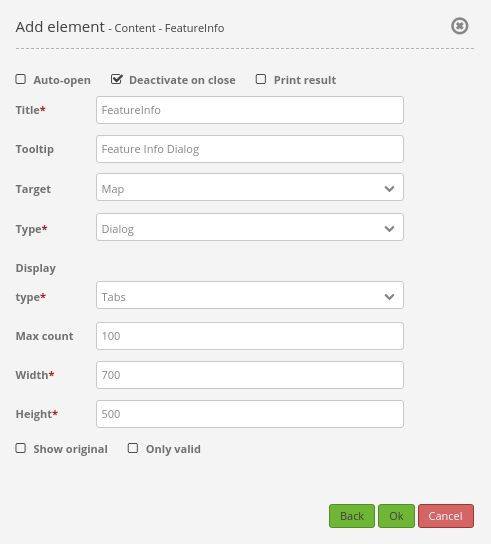 Add element - Content - FeatureInfo
Auto-open Deactivate on close Print result
Title* FeatureInfo
Tooltip Feature Info Dialog
Target Map
Type* Dialog
Display
type* Tabs
Max count 100
Width* 700
Height* 500
Show original Only valid
Back Ok Cancel